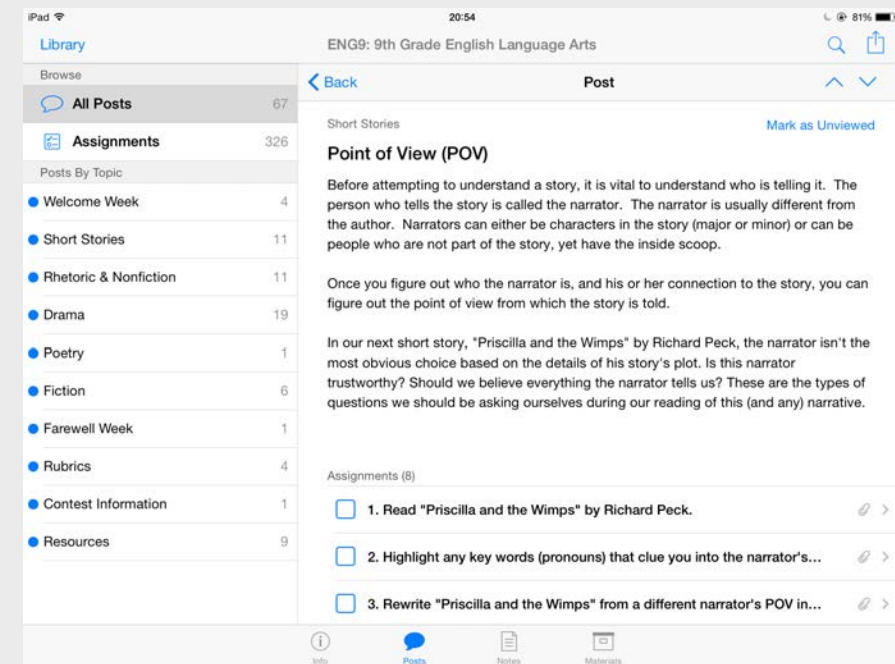 iPad 20:54 81%
Library ENG9: 9th Grade English Language Arts
Browse
All Posts 67
Assignments 326
Posts By Topic
Welcome Week 4
Short Stories 11
Rhetoric & Nonfiction 11
Drama 19
Poetry 1
Fiction 6
Farewell Week 1
Rubrics 4
Contest Information 1
Resources 9
Back Post
Short Stories Mark as Unviewed
Point of View (POV)
Before attempting to understand a story, it is vital to understand who is telling it. The
person who tells the story is called the narrator. The narrator is usually different from
the author. Narrators can either be characters in the story (major or minor) or can be
people who are not part of the story, yet have the inside scoop.
Once you figure out who the narrator is, and his or her connection to the story, you can
figure out the point of view from which the story is told.
In our next short story, "Priscilla and the Wimps" by Richard Peck, the narrator isn't the
most obvious choice based on the details of his story's plot. Is this narrator
trustworthy? Should we believe everything the narrator tells us? These are the types of
questions we should be asking ourselves during our reading of this (and any) narrative.
Assignments (8)
1. Read "Priscilla and the Wimps" by Richard Peck.
2. Highlight any key words (pronouns) that clue you into the narrator's...
3. Rewrite "Priscilla and the Wimps" from a different narrator's POV in...
Info Posts Notes Materials